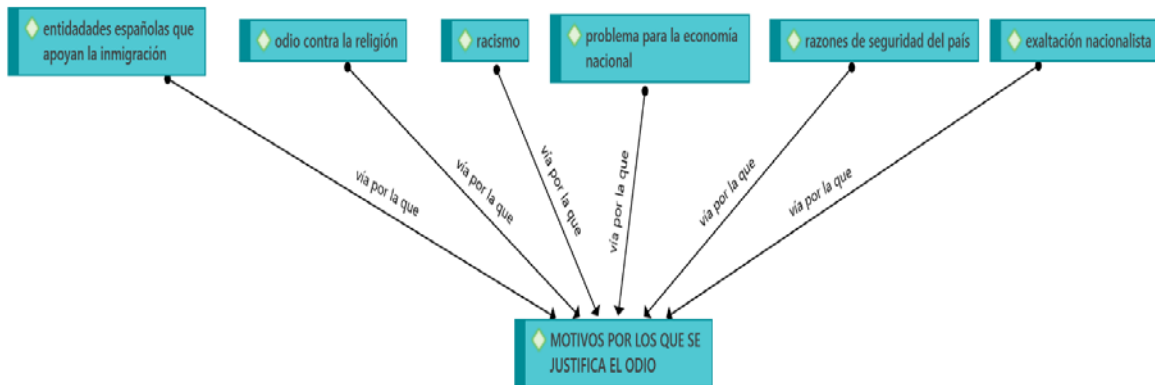 entidadades españolas que
apoyan la inmigración
odio contra la religión
racismo
problema para la economía
nacional
razones de seguridad del país
exaltación nacionalista
vía por la que
vía por la que
vía por la que
vía por la que
vía por la que
vía por la que
MOTIVOS POR LOS QUE SE
JUSTIFICA EL ODIO